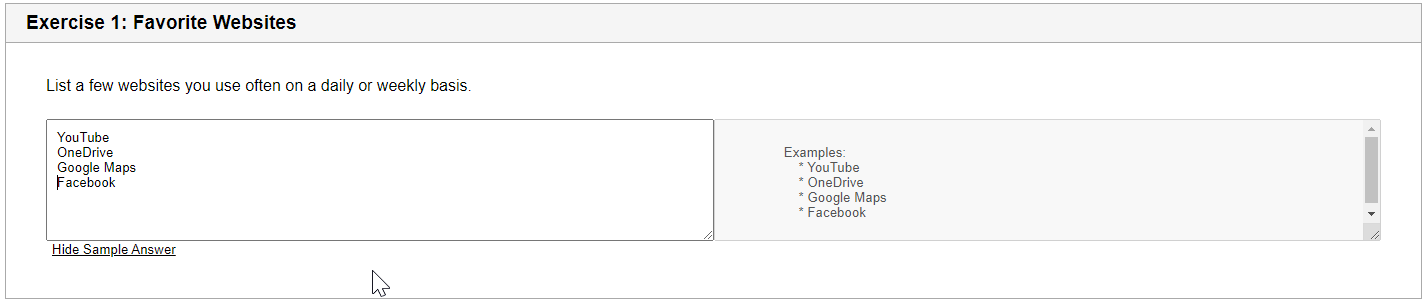 Exercise 1: Favorite Websites
List a few websites you use often on a daily or weekly basis.
YouTube
OneDrive
Google Maps
Facebook
Examples:
* YouTube
* OneDrive
* Google Maps
* Facebook
Hide Sample Answer